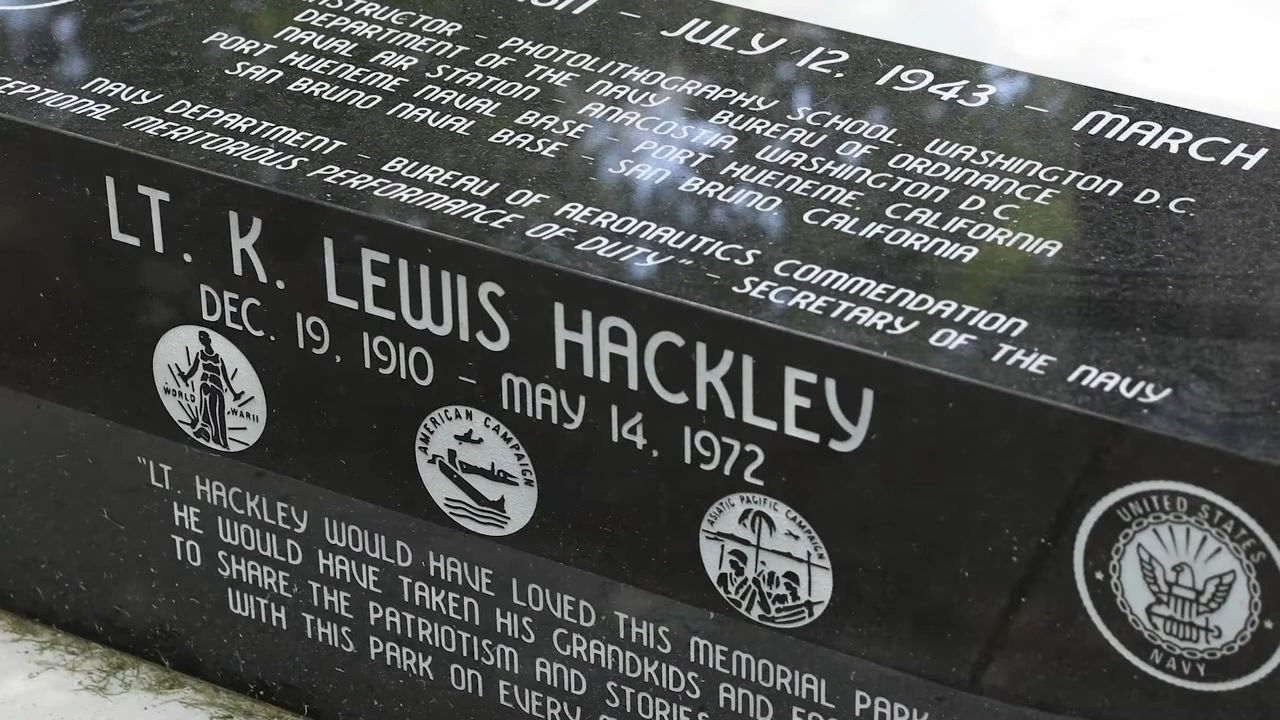 – JULY 12, 1943 – MARCH
INSTRUCTOR – PHOTOLITHOGRAPHY SCHOOL, WASHINGTON D.C.
DEPARTMENT OF THE NAVY – BUREAU OF ORDINANCE
NAVAL AIR STATION – ANACOSTIA, WASHINGTON D.C.
PORT HUENEME NAVAL BASE – PORT HUENEME, CALIFORNIA
SAN BRUNO NAVAL BASE – SAN BRUNO, CALIFORNIA
NAVY DEPARTMENT – BUREAU OF AERONAUTICS COMMENDATION
MERITORIOUS PERFORMANCE OF DUTY" – SECRETARY OF THE NAVY
LT. K. LEWIS HACKLEY
DEC. 19, 1910 – MAY 14, 1972
WORLD WAR II
AMERICAN CAMPAIGN
ASIATIC PACIFIC CAMPAIGN
UNITED STATES
NAVY
"LT. HACKLEY WOULD HAVE LOVED THIS MEMORIAL PARK
HE WOULD HAVE TAKEN HIS GRANDKIDS AND
TO SHARE THE PATRIOTISM AND STORIES
WITH THIS PARK ON EVERY